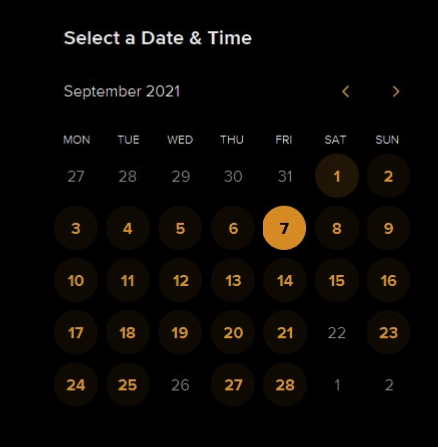 Select a Date & Time
September 2021
MON TUE WED THU FRI SAT SUN
27 28 29 30 31 1 2
3 4 5 6 7 8 9
10 11 12 13 14 15 16
17 18 19 20 21 22 23
24 25 26 27 28 1 2